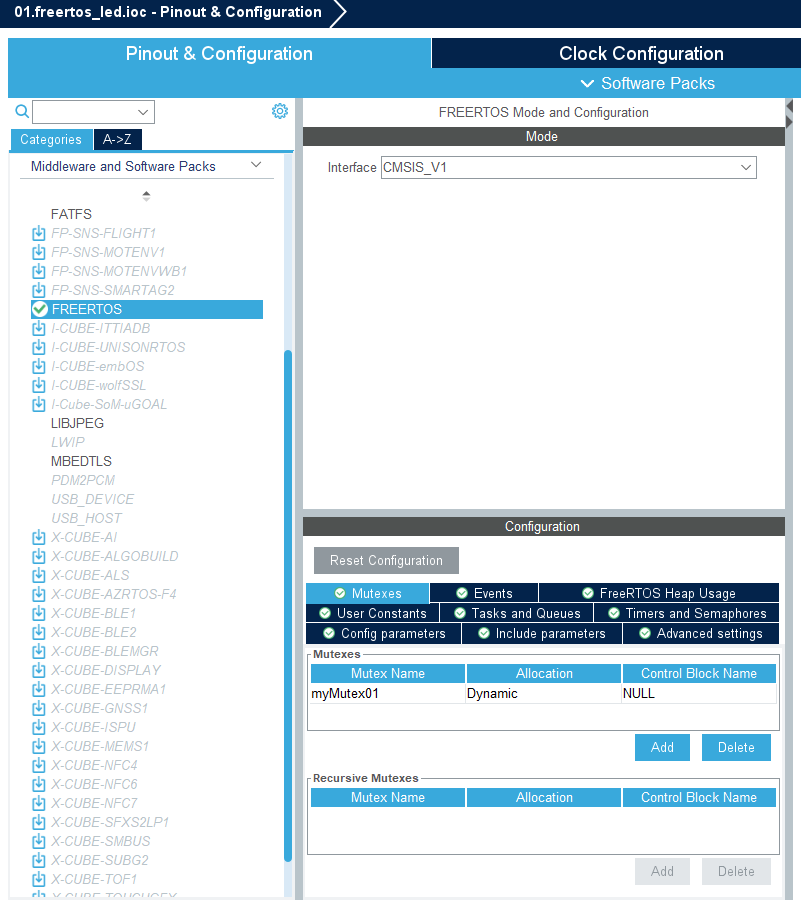 01.freertos_led.ioc - Pinout & Configuration
Pinout & Configuration
Clock Configuration
Software Packs
Categories
A->Z
Middleware and Software Packs
FATFS
FP-SNS-FLIGHT1
FP-SNS-MOTENV1
FP-SNS-MOTENVWB1
FP-SNS-SMARTAG2
FREERTOS
I-CUBE-ITTIADB
I-CUBE-UNISONRTOS
I-CUBE-embOS
I-CUBE-wolfSSL
I-Cube-SoM-uGOAL
LIBJPEG
LWIP
MBEDTLS
PDM2PCM
USB_DEVICE
USB_HOST
X-CUBE-AI
X-CUBE-ALGOBUILD
X-CUBE-ALS
X-CUBE-AZRTOS-F4
X-CUBE-BLE1
X-CUBE-BLE2
X-CUBE-BLEMGR
X-CUBE-DISPLAY
X-CUBE-EEPRMA1
X-CUBE-GNSS1
X-CUBE-ISPU
X-CUBE-MEMS1
X-CUBE-NFC4
X-CUBE-NFC6
X-CUBE-NFC7
X-CUBE-SFXS2LP1
X-CUBE-SMBUS
X-CUBE-SUBG2
X-CUBE-TOF1
FREERTOS Mode and Configuration
Mode
Interface CMSIS_V1
Configuration
Reset Configuration
Mutexes Events FreeRTOS Heap Usage
User Constants Tasks and Queues Timers and Semaphores
Config parameters Include parameters Advanced settings
Mutexes
Mutex Name Allocation Control Block Name
myMutex01 Dynamic NULL
Add Delete
Recursive Mutexes
Mutex Name Allocation Control Block Name
Add Delete